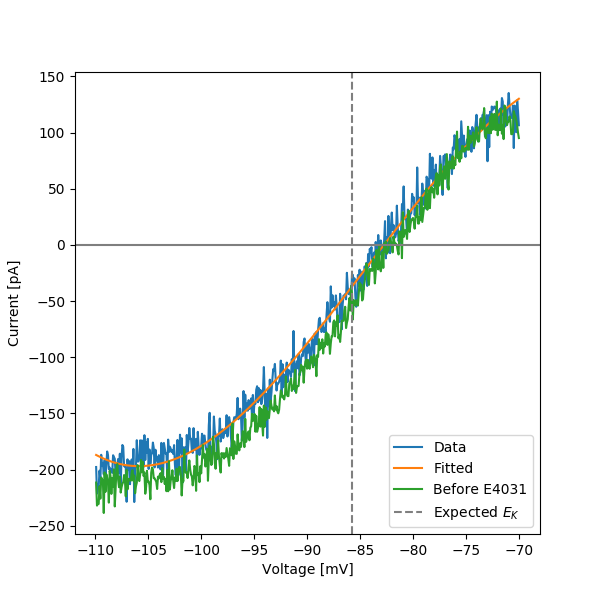 150
100
50
0
−50
−100
−150
−200
−250
Current [pA]
Data
Fitted
Before E4031
Expected E_K
−110 −105 −100 −95 −90 −85 −80 −75 −70
Voltage [mV]